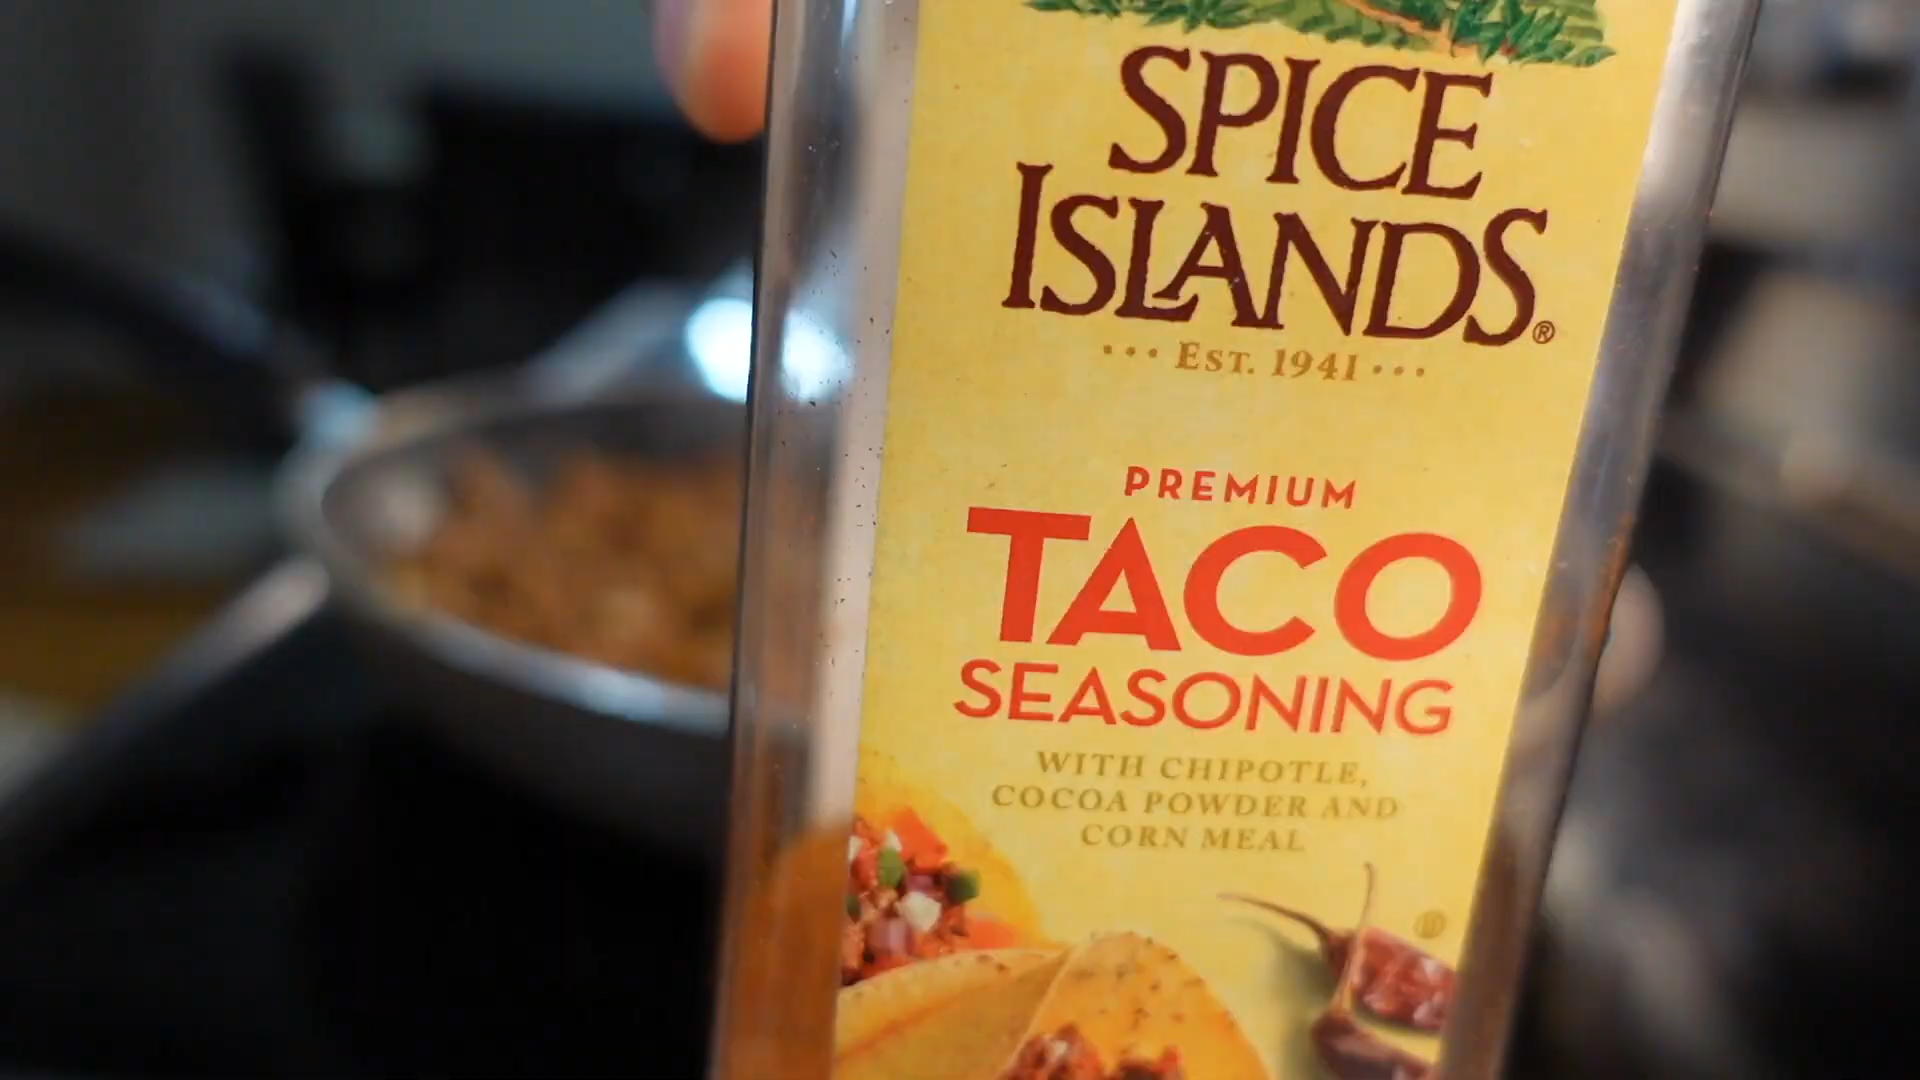 SPICE
ISLANDS®
··· EST. 1941 ···
PREMIUM
TACO
SEASONING
WITH CHIPOTLE,
COCOA POWDER AND
CORN MEAL